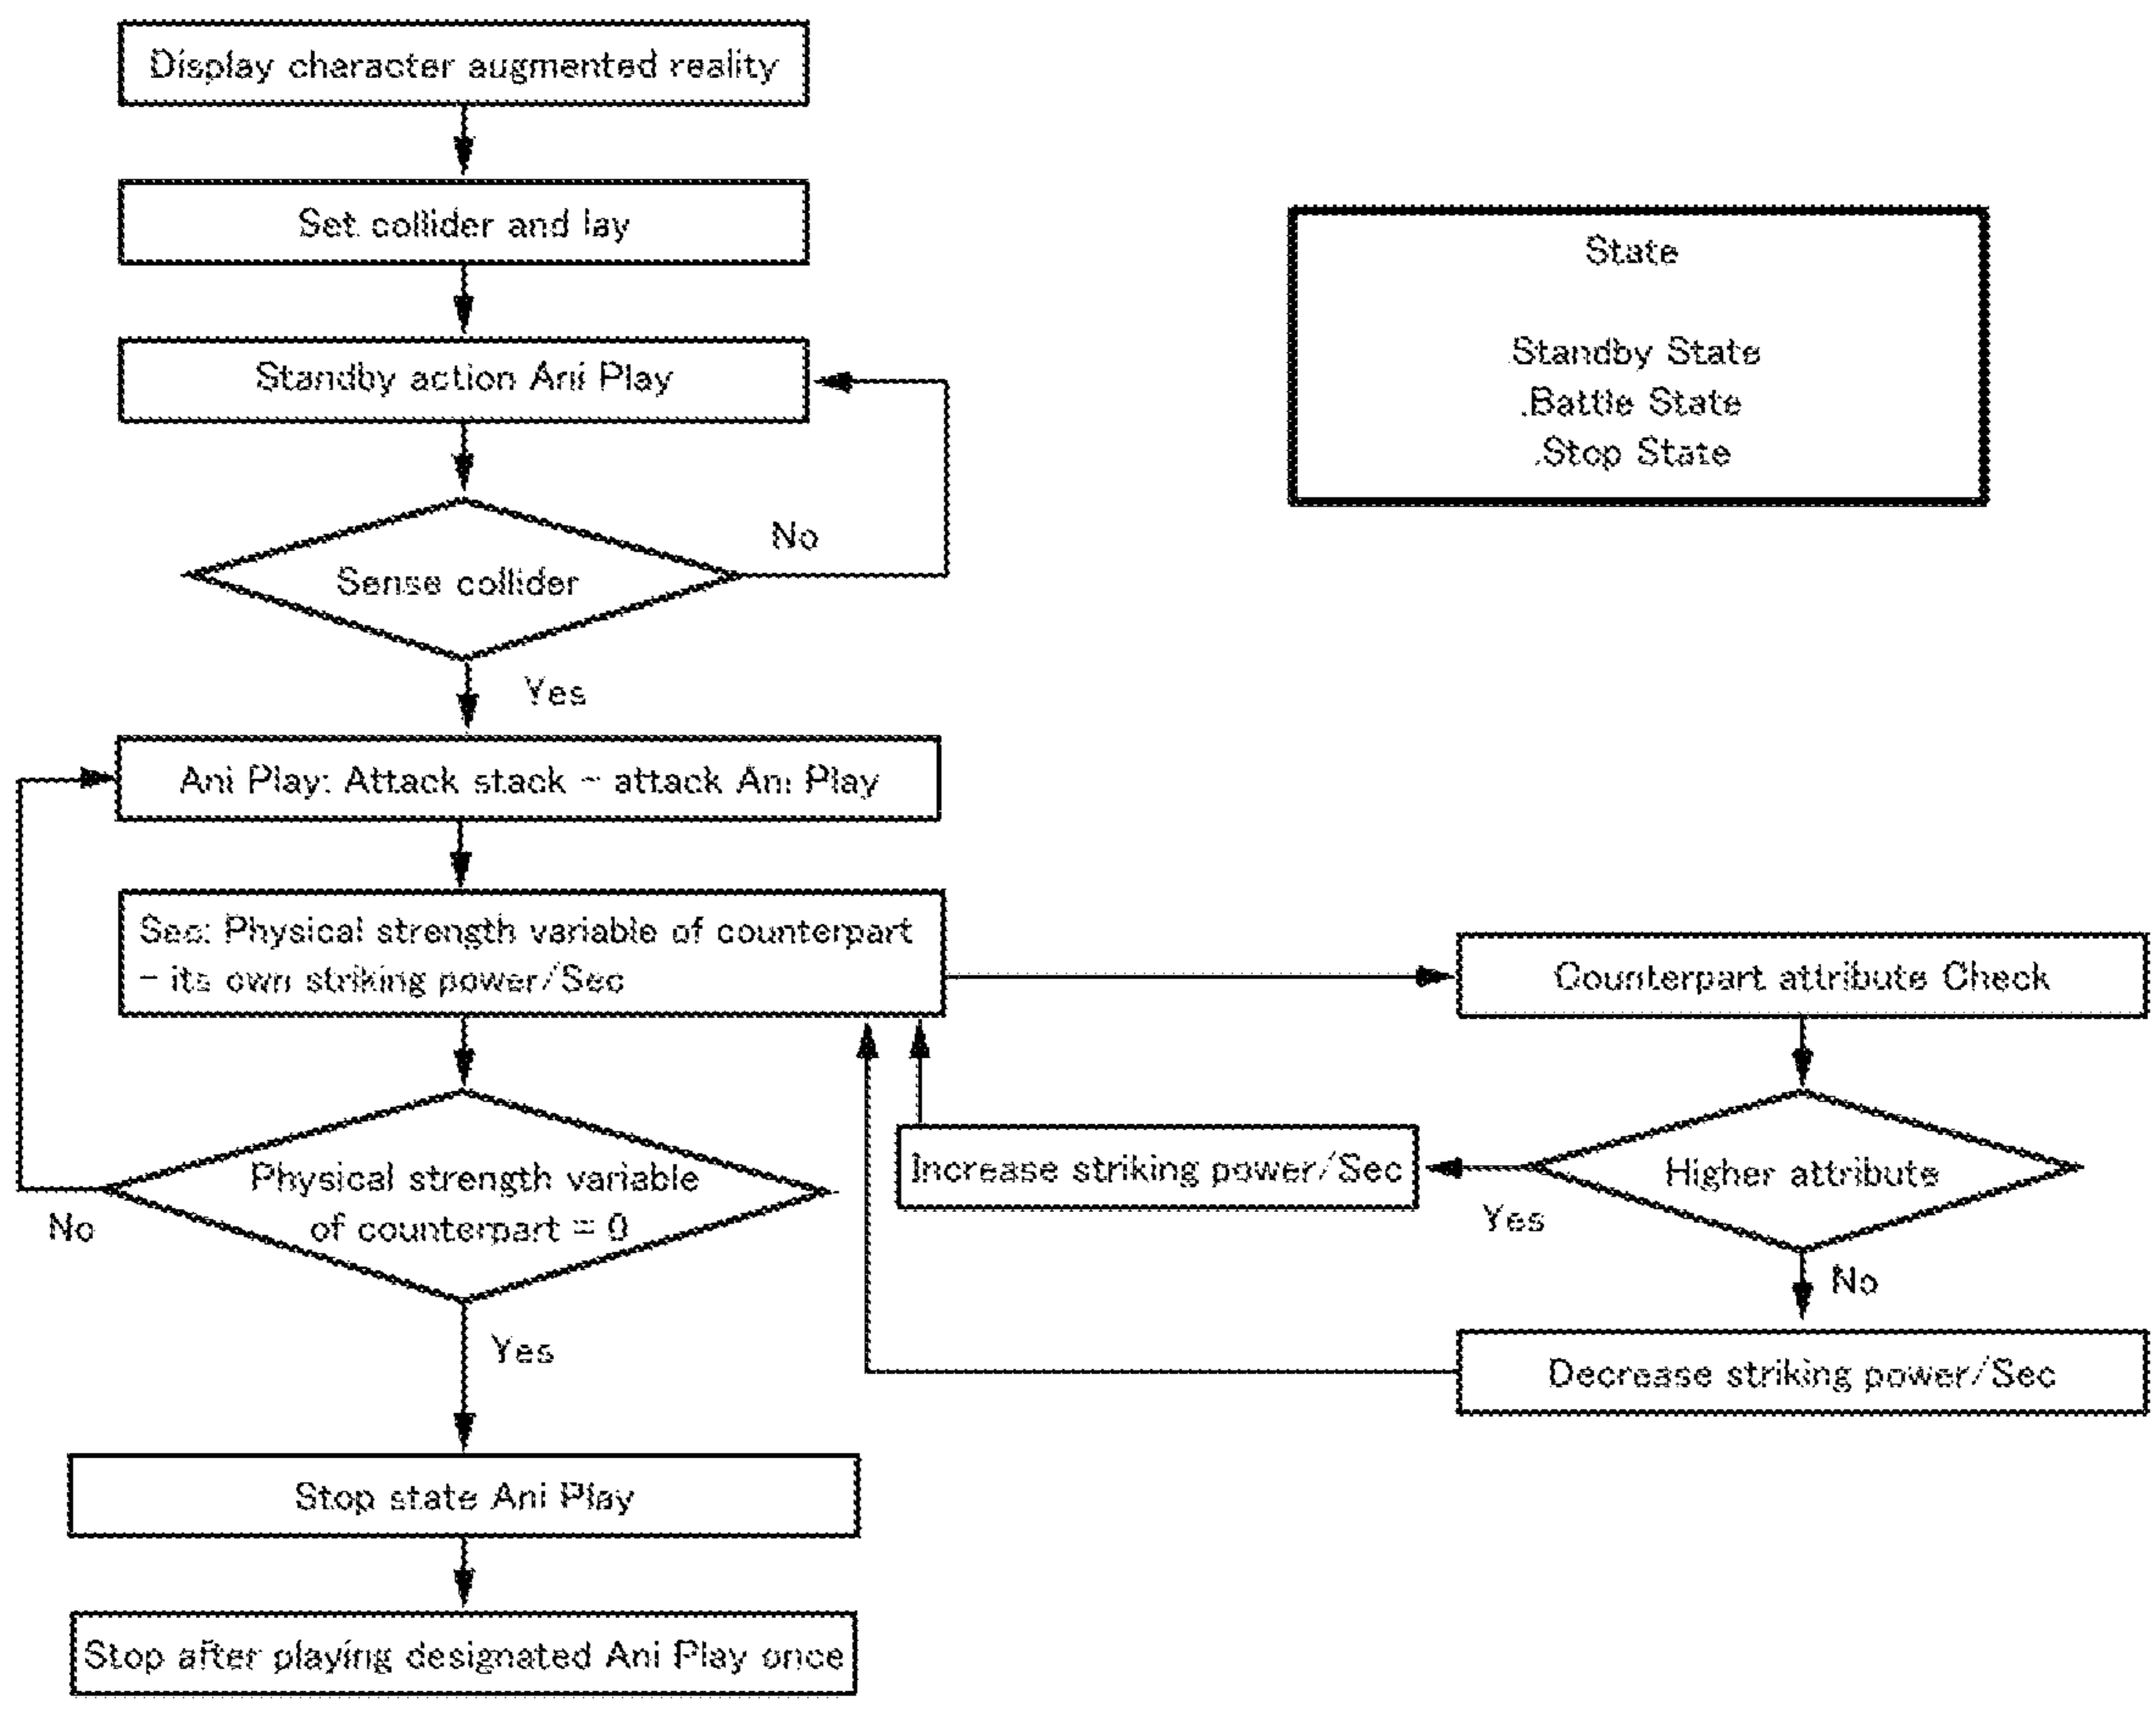 Display character augmented reality
Set collider and lay
State
Standby action Ani Play
.Standby State
.Battle State
.Stop State
No
Sense collider
Yes
Ani Play: Attack stack - attack Ani Play
Sec: Physical strength variable of counterpart
- its own striking power/Sec
Counterpart attribute Check
Physical strength variable
of counterpart = 0
No
Increase striking power/Sec
Higher attribute
Yes
No
Yes
Decrease striking power/Sec
Stop state Ani Play
Stop after playing designated Ani Play once